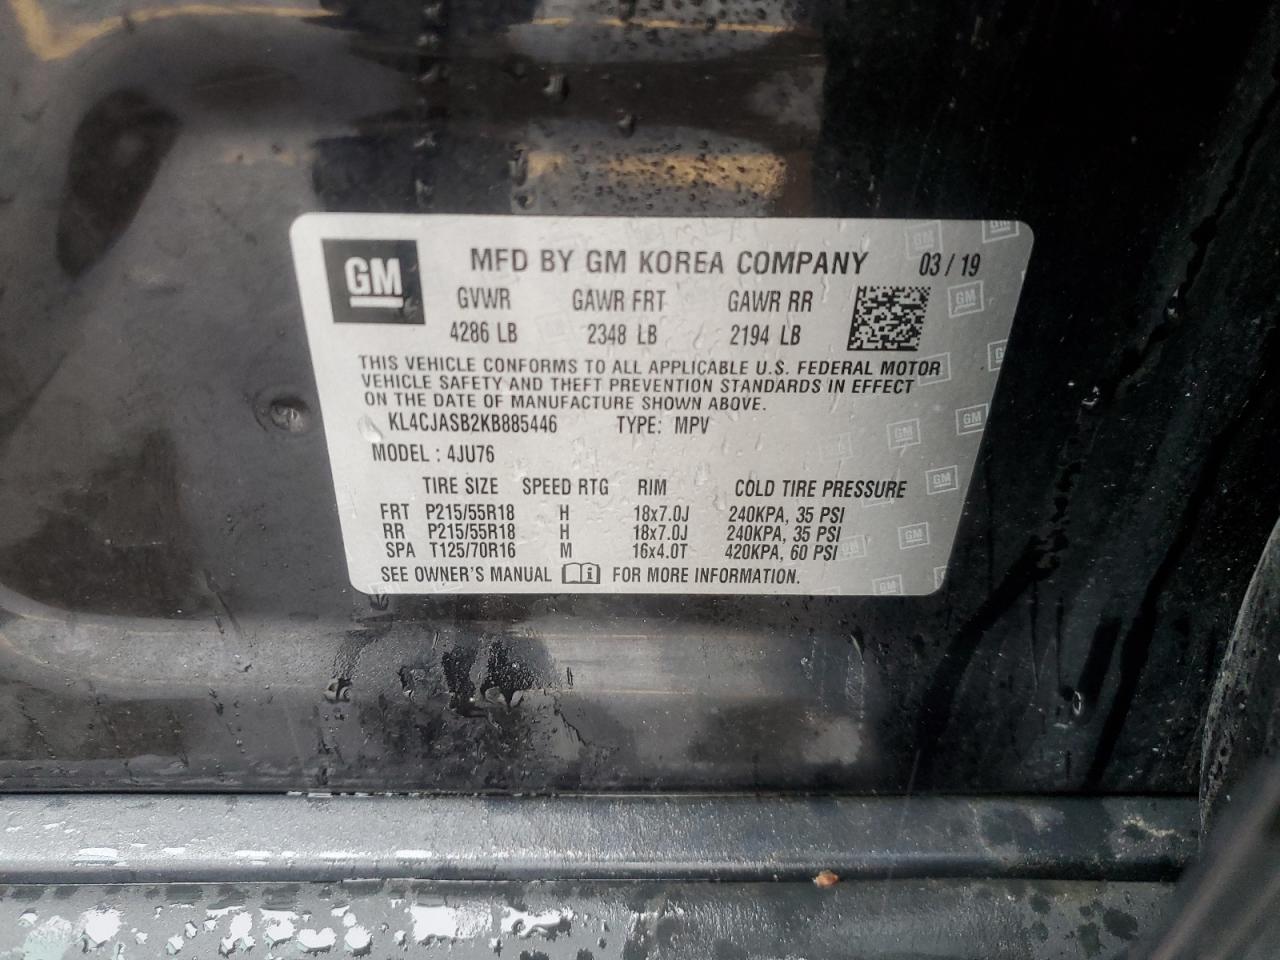 GM MFD BY GM KOREA COMPANY 03 / 19
GVWR GAWR FRT GAWR RR
4286 LB 2348 LB 2194 LB
THIS VEHICLE CONFORMS TO ALL APPLICABLE U.S. FEDERAL MOTOR
VEHICLE SAFETY AND THEFT PREVENTION STANDARDS IN EFFECT
ON THE DATE OF MANUFACTURE SHOWN ABOVE.
KL4CJASB2KB885446 TYPE: MPV
MODEL : 4JU76
TIRE SIZE SPEED RTG RIM COLD TIRE PRESSURE
FRT P215/55R18 H 18x7.0J 240KPA, 35 PSI
RR P215/55R18 H 18x7.0J 240KPA, 35 PSI
SPA T125/70R16 M 16x4.0T 420KPA, 60 PSI
SEE OWNER'S MANUAL FOR MORE INFORMATION.